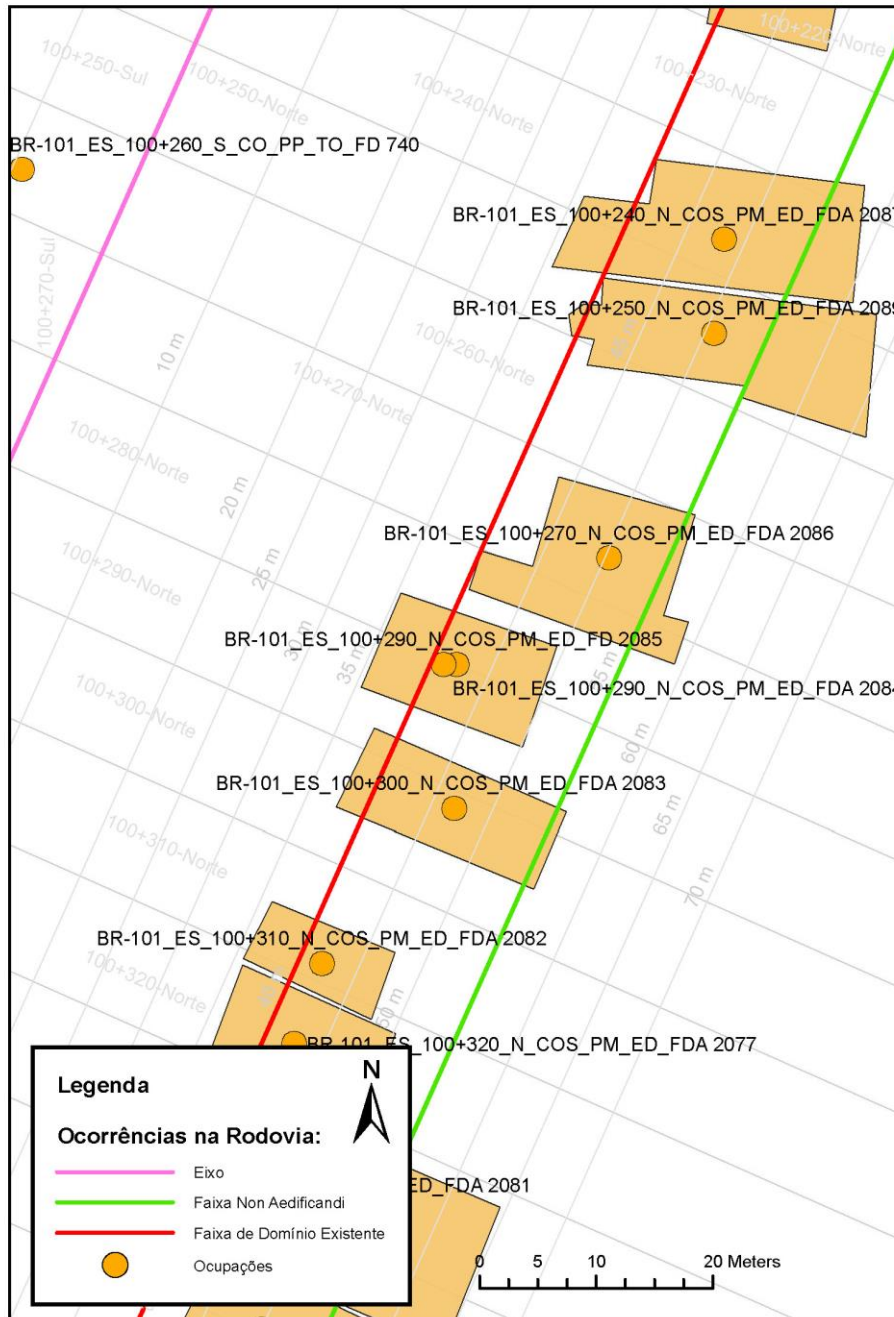 100+220-Norte
100+250-Sul
100+250-Norte
100+240-Norte
100+230-Norte
BR-101_ES_100+260_S_CO_PP_TO_FD 740
BR-101_ES_100+240_N_COS_PM_ED_FDA 2087
100+270-Sul
BR-101_ES_100+250_N_COS_PM_ED_FDA 2089
10 m
100+260-Norte
100+270-Norte
100+280-Norte
20 m
BR-101_ES_100+270_N_COS_PM_ED_FDA 2086
25 m
100+290-Norte
30 m
35 m
BR-101_ES_100+290_N_COS_PM_ED_FD 2085
BR-101_ES_100+290_N_COS_PM_ED_FDA 2084
100+300-Norte
60 m
BR-101_ES_100+300_N_COS_PM_ED_FDA 2083
65 m
100+310-Norte
70 m
BR-101_ES_100+310_N_COS_PM_ED_FDA 2082
100+320-Norte
50 m
BR-101_ES_100+320_N_COS_PM_ED_FDA 2077
N
Legenda
Ocorrências na Rodovia:
Eixo
Faixa Non Aedificandi
Faixa de Domínio Existente
Ocupações
ED_FDA 2081
0 5 10 20 Meters